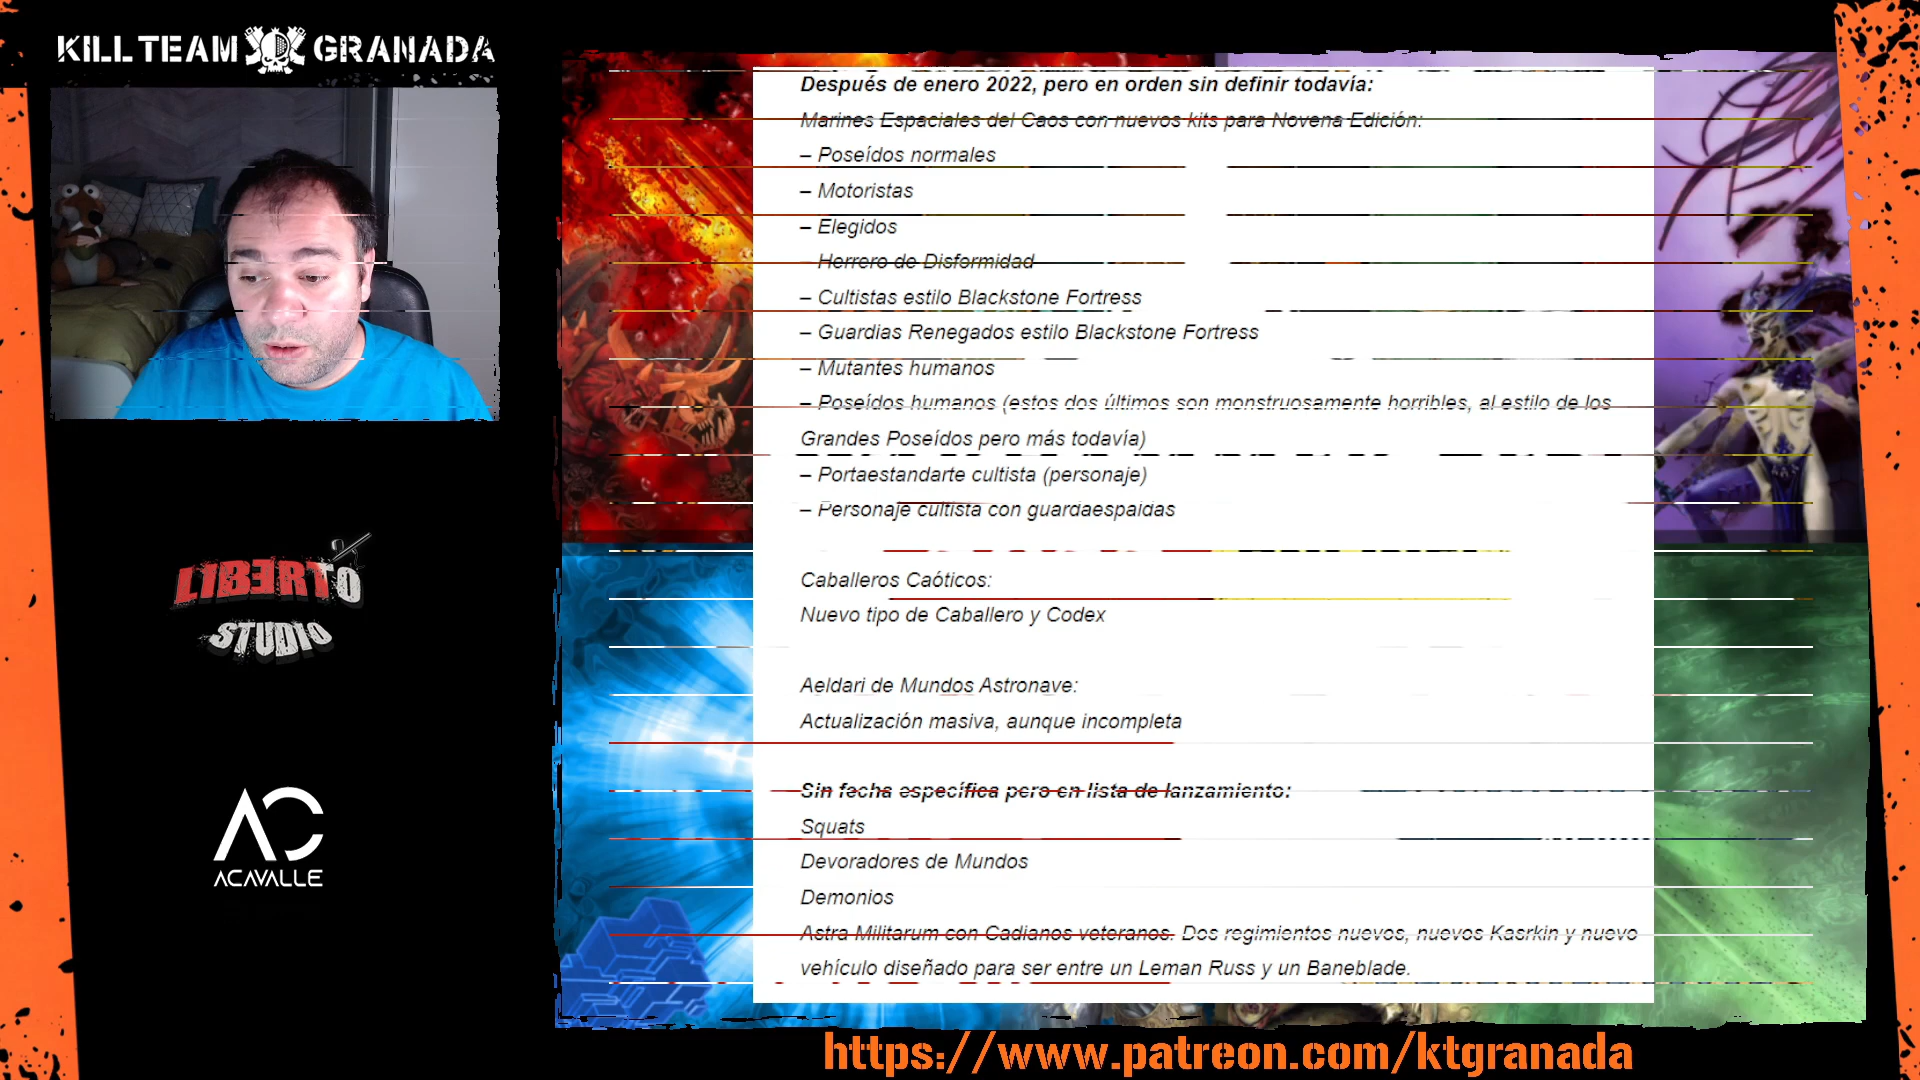 KILL TEAM GRANADA
Después de enero 2022, pero en orden sin definir todavía:
Marines Espaciales del Caos con nuevos kits para Novena Edición:
– Poseídos normales
– Motoristas
– Elegidos
– Herrero de Disformidad
– Cultistas estilo Blackstone Fortress
– Guardias Renegados estilo Blackstone Fortress
– Mutantes humanos
– Poseídos humanos (estos dos últimos son monstruosamente horribles, al estilo de los
Grandes Poseídos pero más todavía)
– Portaestandarte cultista (personaje)
– Personaje cultista con guardaespaldas
Caballeros Caóticos:
Nuevo tipo de Caballero y Codex
Aeldari de Mundos Astronave:
Actualización masiva, aunque incompleta
Sin fecha específica pero en lista de lanzamiento:
Squats
Devoradores de Mundos
Demonios
Astra Militarum con Cadianos veteranos. Dos regimientos nuevos, nuevos Kasrkin y nuevo
vehículo diseñado para ser entre un Leman Russ y un Baneblade.
LIBERTO
STUDIO
AC
ACAVALLE
https://www.patreon.com/ktgranada